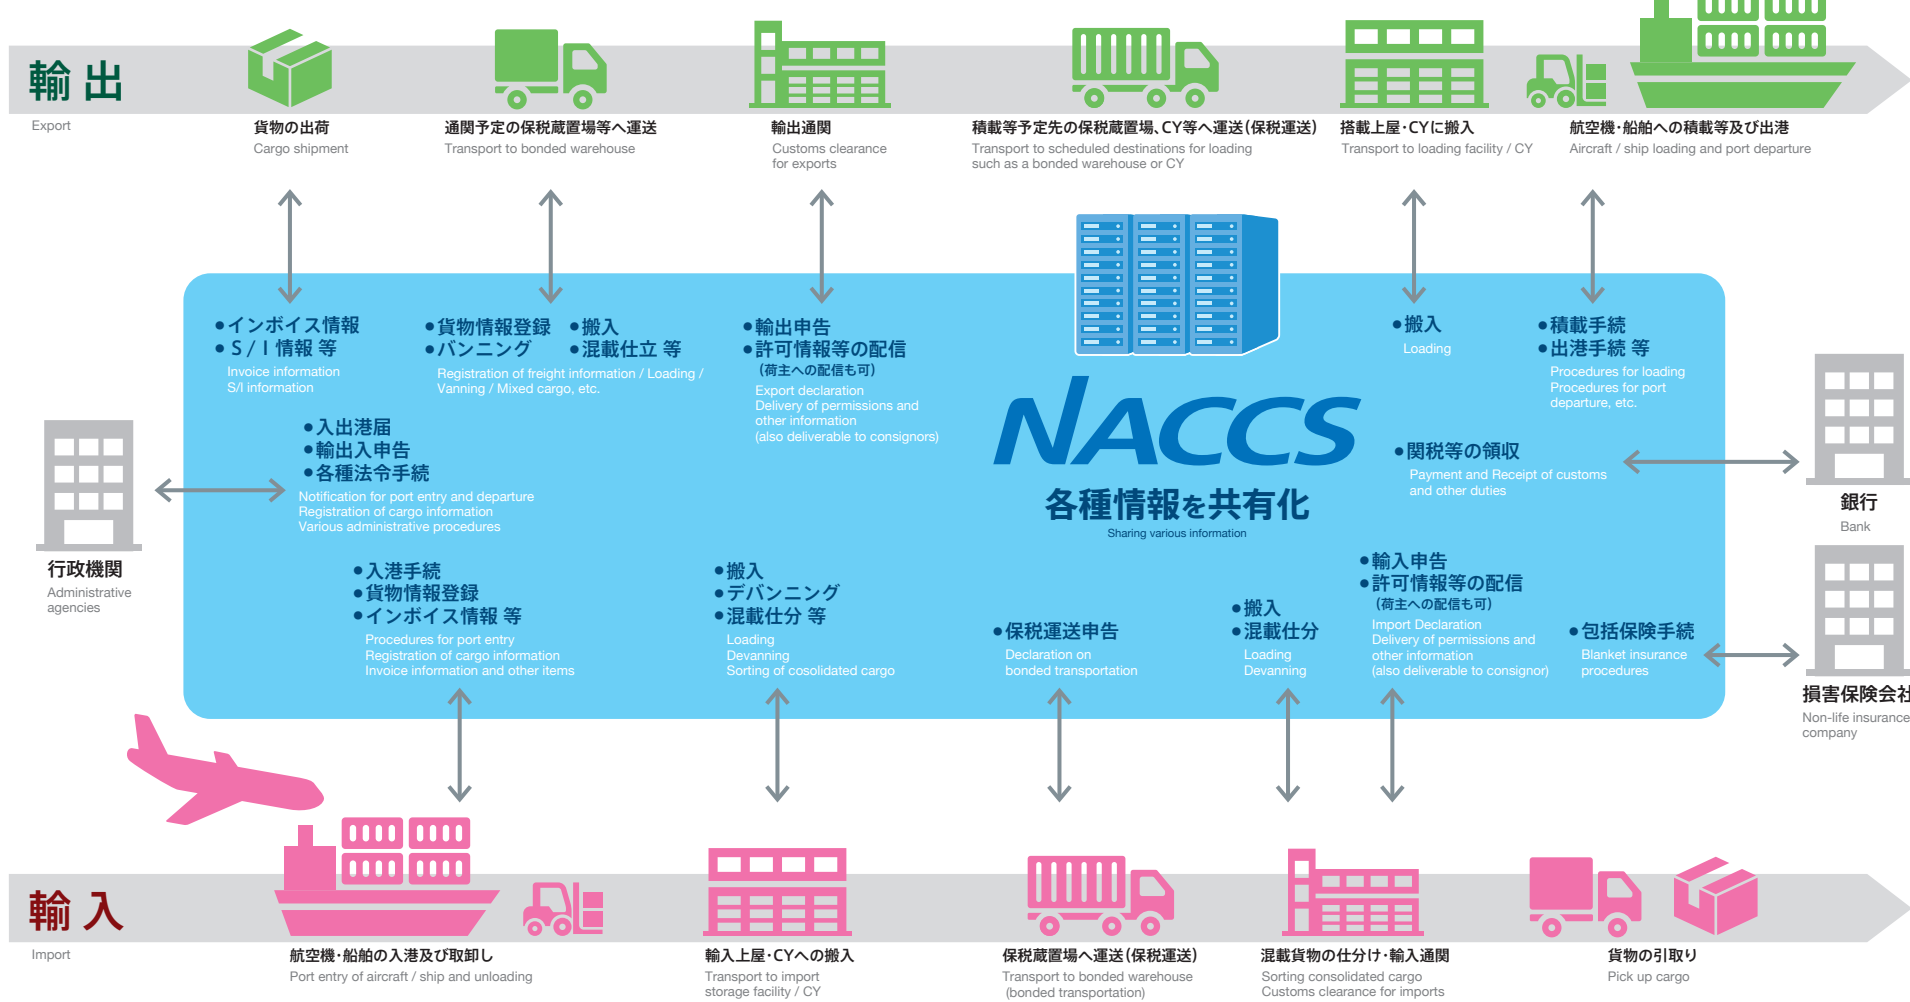 輸出
Export
貨物の出荷
Cargo shipment
通関予定の保税蔵置場等へ運送
Transport to bonded warehouse
輸出通関
Customs clearance
for exports
積載等予定先の保税蔵置場、CY等へ運送(保税運送)
Transport to scheduled destinations for loading
such as a bonded warehouse or CY
搭載上屋・CYに搬入
Transport to loading facility / CY
航空機・船舶への積載等及び出港
Aircraft / ship loading and port departure
●インボイス情報
●S/I 情報 等
Invoice information
S/I information
●貨物情報登録 ●搬入
●バンニング ●混載仕立 等
Registration of freight information / Loading /
Vanning / Mixed cargo, etc.
●輸出申告
●許可情報等の配信
(荷主への配信も可)
Export declaration
Delivery of permissions and
other information
(also deliverable to consignors)
●搬入
Loading
●積載手続
●出港手続 等
Procedures for loading
Procedures for port
departure, etc.
●入出港届
●輸出入申告
●各種法令手続
Notification for port entry and departure
Registration of cargo information
Various administrative procedures
行政機関
Administrative
agencies
NACCS
各種情報を共有化
Sharing various information
●関税等の領収
Payment and Receipt of customs
and other duties
銀行
Bank
●入港手続
●貨物情報登録
●インボイス情報 等
Procedures for port entry
Registration of cargo information
Invoice information and other items
●搬入
●デバンニング
●混載仕分 等
Loading
Devanning
Sorting of cosolidated cargo
●保税運送申告
Declaration on
bonded transportation
●搬入
●混載仕分
Loading
Devanning
●輸入申告
●許可情報等の配信
(荷主への配信も可)
Import Declaration
Delivery of permissions and
other information
(also deliverable to consignor)
●包括保険手続
Blanket insurance
procedures
損害保険会社
Non-life insurance
company
輸入
Import
航空機・船舶の入港及び取卸し
Port entry of aircraft / ship and unloading
輸入上屋・CYへの搬入
Transport to import
storage facility / CY
保税蔵置場へ運送(保税運送)
Transport to bonded warehouse
(bonded transportation)
混載貨物の仕分け・輸入通関
Sorting consolidated cargo
Customs clearance for imports
貨物の引取り
Pick up cargo